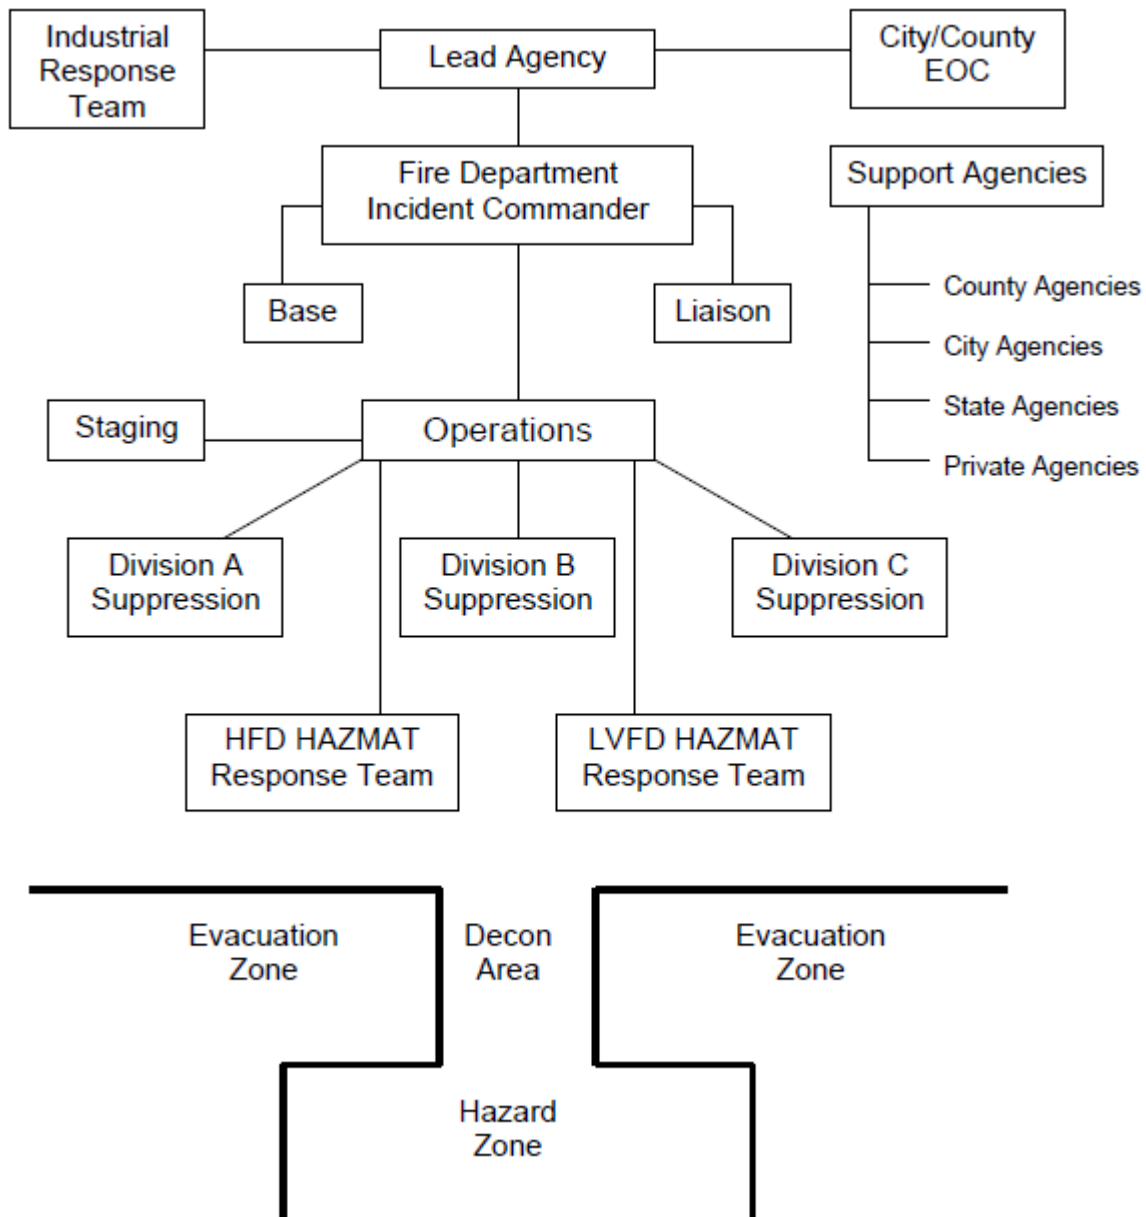 Industrial
Response
Team
Lead Agency
City/County
EOC
Fire Department
Incident Commander
Support Agencies
Base
Liaison
County Agencies
City Agencies
State Agencies
Private Agencies
Staging
Operations
Division A
Suppression
Division B
Suppression
Division C
Suppression
HFD HAZMAT
Response Team
LVFD HAZMAT
Response Team
Evacuation
Zone
Decon
Area
Evacuation
Zone
Hazard
Zone